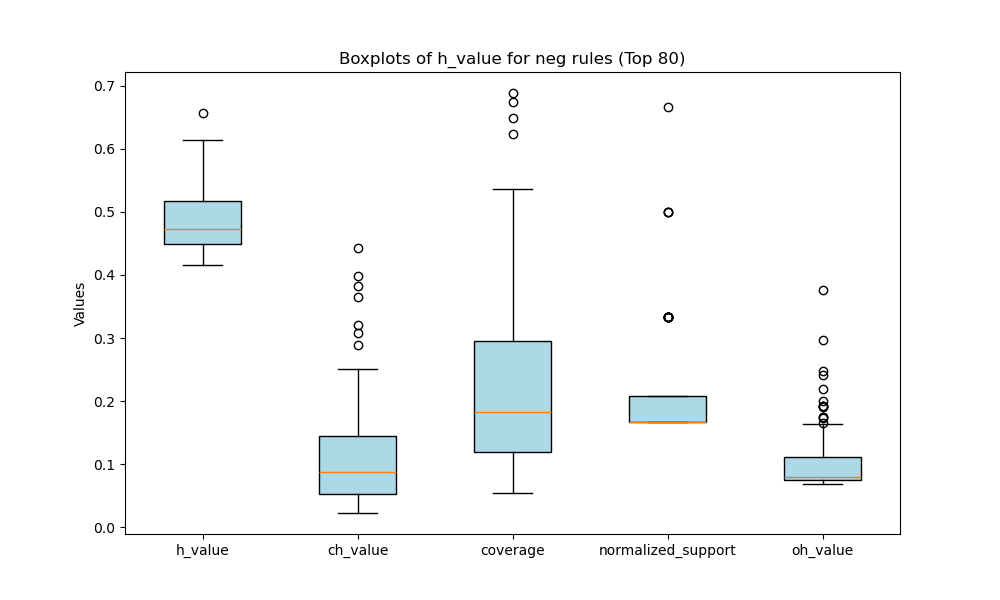 Boxplots of h_value for neg rules (Top 80)
Values
0.7
0.6
0.5
0.4
0.3
0.2
0.1
0.0
h_value
ch_value
coverage
normalized_support
oh_value